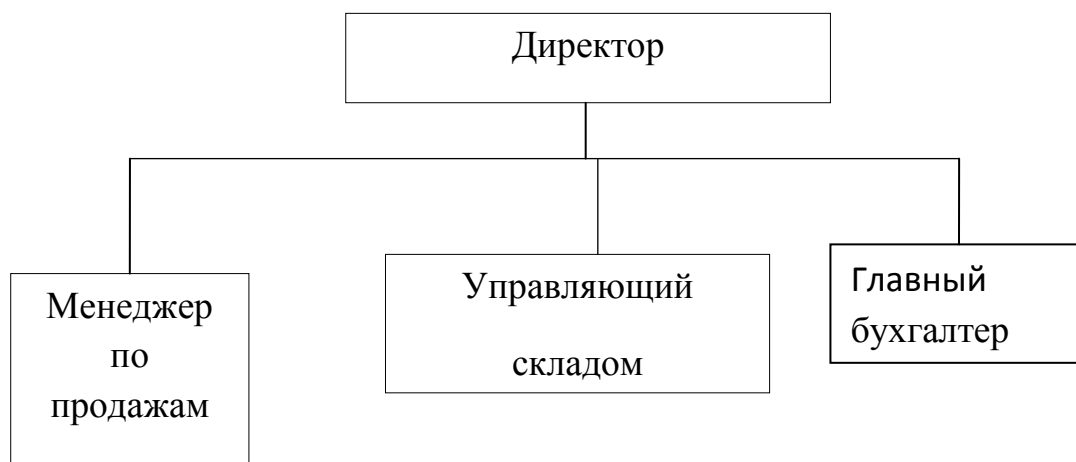 Директор
Менеджер
по
продажам
Управляющий
складом
Главный
бухгалтер